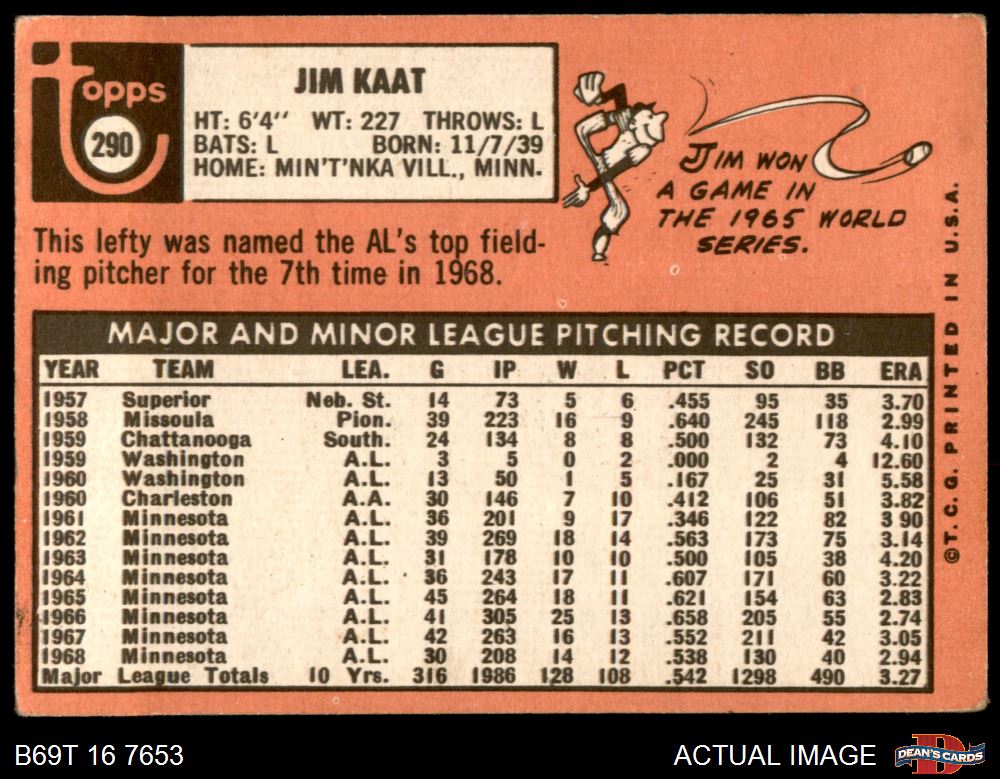 topps
290
JIM KAAT
HT: 6'4" WT: 227 THROWS: L
BATS: L BORN: 11/7/39
HOME: MIN'T'NKA VILL., MINN.
JIM WON
A GAME IN
THE 1965 WORLD
SERIES.
This lefty was named the AL's top field-
ing pitcher for the 7th time in 1968.
MAJOR AND MINOR LEAGUE PITCHING RECORD
YEAR TEAM LEA. G IP W L PCT SO BB ERA
1957 Superior Neb. St. 14 73 5 6 .455 95 35 3.70
1958 Missoula Pion. 39 223 16 9 .640 245 118 2.99
1959 Chattanooga South. 24 134 8 8 .500 132 73 4.10
1959 Washington A.L. 3 5 0 2 .000 2 4 12.60
1960 Washington A.L. 13 50 1 5 .167 25 31 5.58
1960 Charleston A.A. 30 146 7 10 .412 106 51 3.82
1961 Minnesota A.L. 36 201 9 17 .346 122 82 3 90
1962 Minnesota A.L. 39 269 18 14 .563 173 75 3.14
1963 Minnesota A.L. 31 178 10 10 .500 105 38 4.20
1964 Minnesota A.L. 36 243 17 11 .607 171 60 3.22
1965 Minnesota A.L. 45 264 18 11 .621 154 63 2.83
1966 Minnesota A.L. 41 305 25 13 .658 205 55 2.74
1967 Minnesota A.L. 42 263 16 13 .552 211 42 3.05
1968 Minnesota A.L. 30 208 14 12 .538 130 40 2.94
Major League Totals 10 Yrs. 316 1986 128 108 .542 1298 490 3.27
©T.C.G. PRINTED IN U.S.A.
B69T 16 7653
ACTUAL IMAGE
D
DEAN'S CARDS